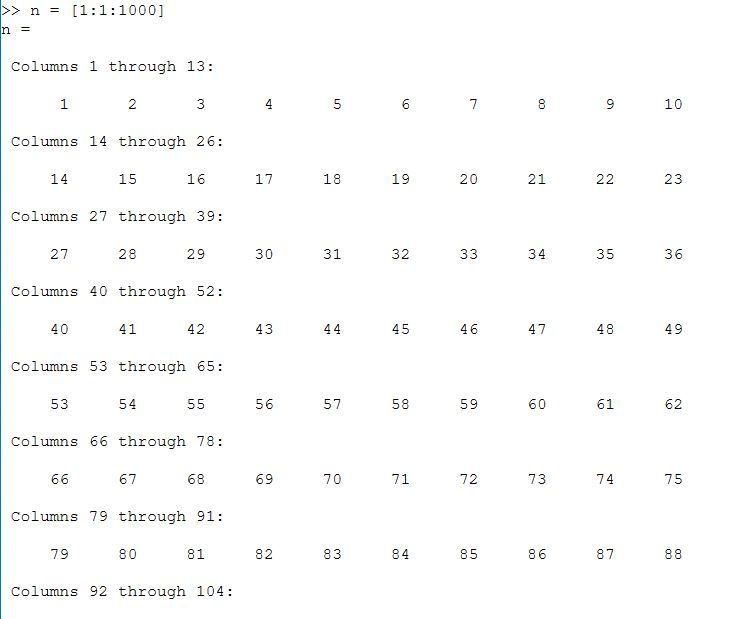 >> n = [1:1:1000]
n =
Columns 1 through 13:
1 2 3 4 5 6 7 8 9 10
Columns 14 through 26:
14 15 16 17 18 19 20 21 22 23
Columns 27 through 39:
27 28 29 30 31 32 33 34 35 36
Columns 40 through 52:
40 41 42 43 44 45 46 47 48 49
Columns 53 through 65:
53 54 55 56 57 58 59 60 61 62
Columns 66 through 78:
66 67 68 69 70 71 72 73 74 75
Columns 79 through 91:
79 80 81 82 83 84 85 86 87 88
Columns 92 through 104: